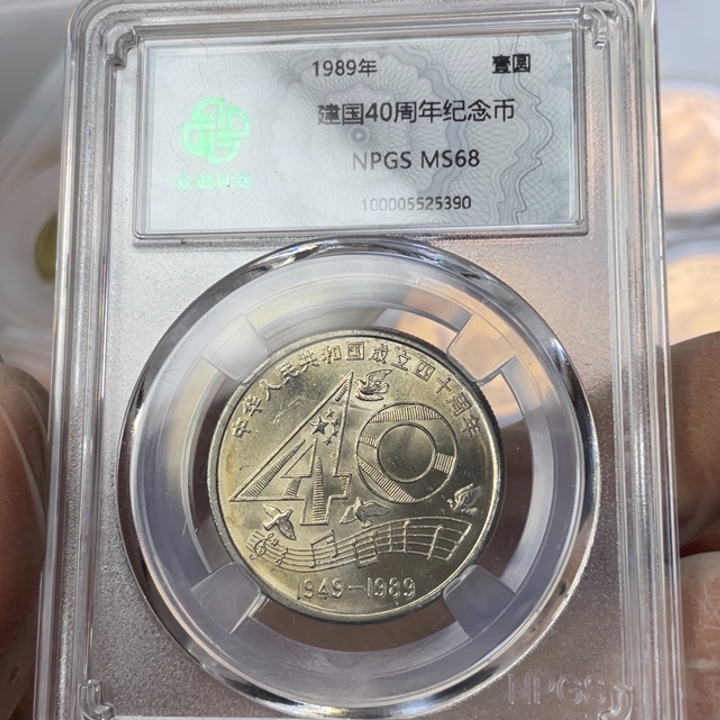 1989年 壹圆
建国40周年纪念币
NPGS MS68
100005525390
中华人民共和国成立四十周年
40
1949-1989
NPGS